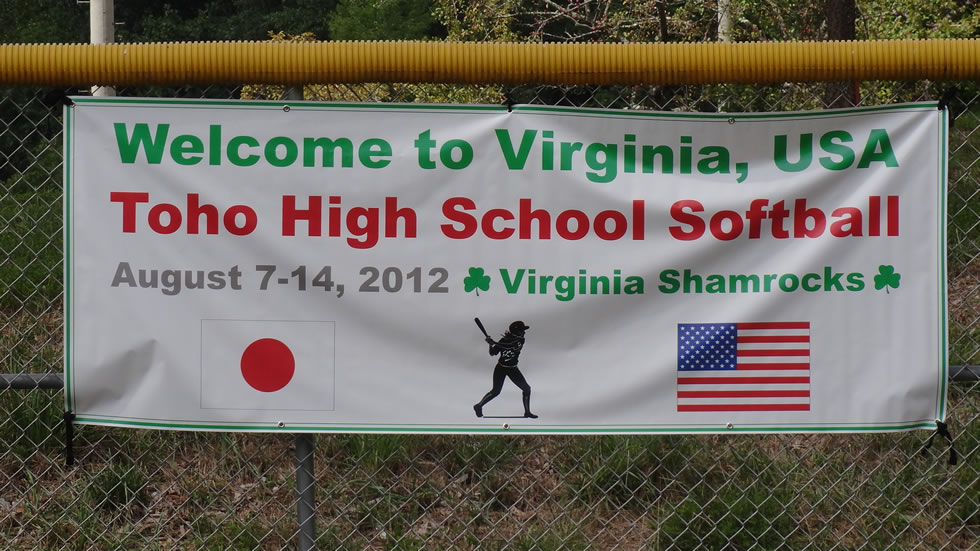 Welcome to Virginia, USA
Toho High School Softball
August 7-14, 2012 ☘ Virginia Shamrocks ☘